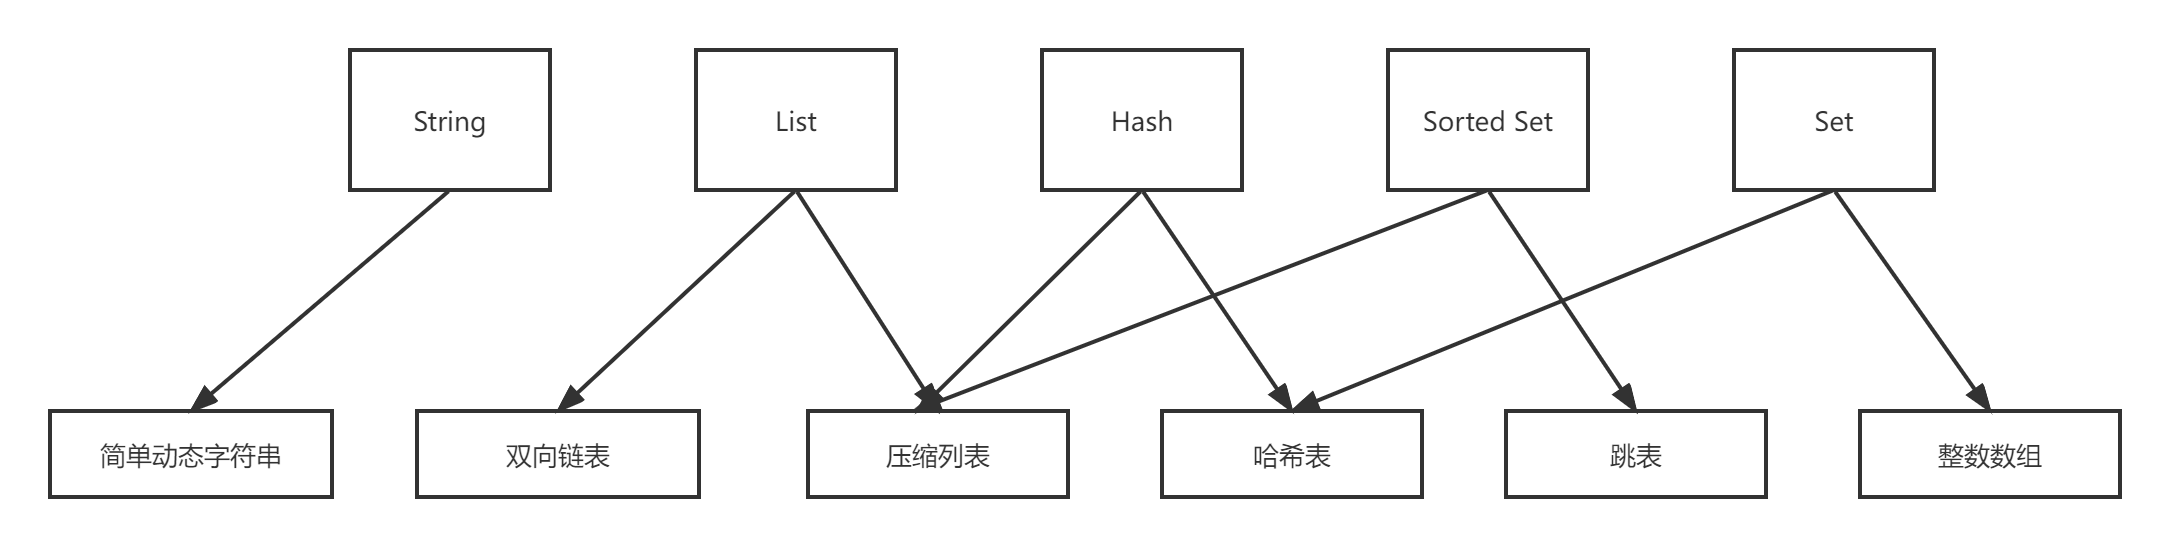 String
List
Hash
Sorted Set
Set
简单动态字符串
双向链表
压缩列表
哈希表
跳表
整数数组